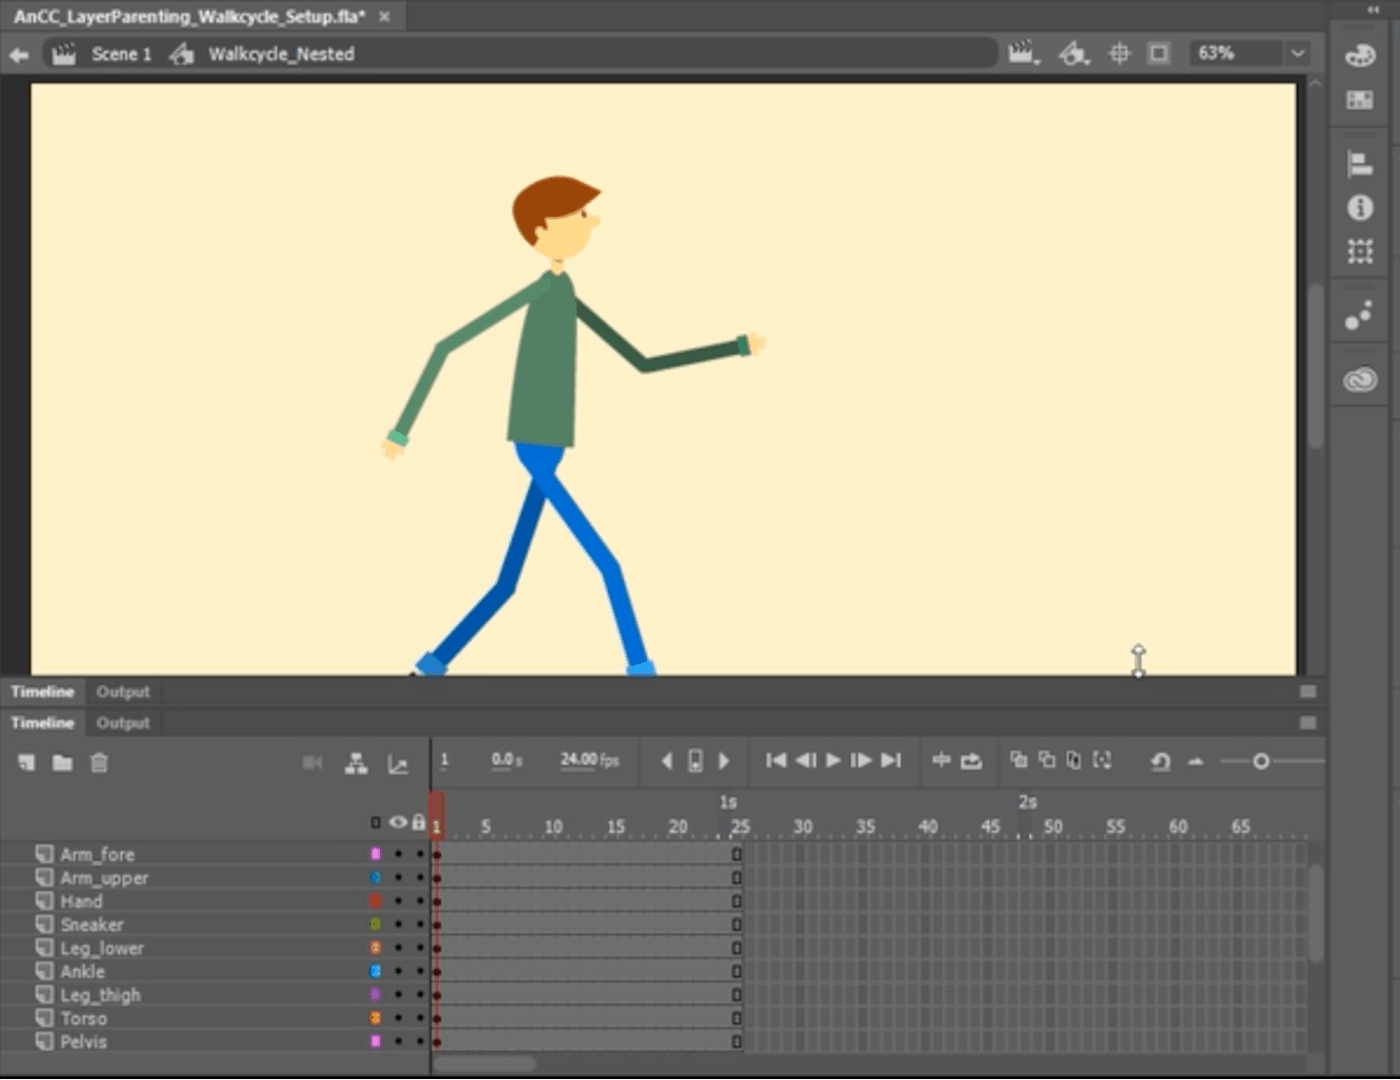 AnCC_LayerParenting_Walkcycle_Setup.fla* ×
Scene 1 Walkcycle_Nested 63%
Timeline Output
Timeline Output
1 0.0 s 24.00 fps
1s 2s
1 5 10 15 20 25 30 35 40 45 50 55 60 65
Arm_fore
Arm_upper
Hand
Sneaker
Leg_lower
Ankle
Leg_thigh
Torso
Pelvis